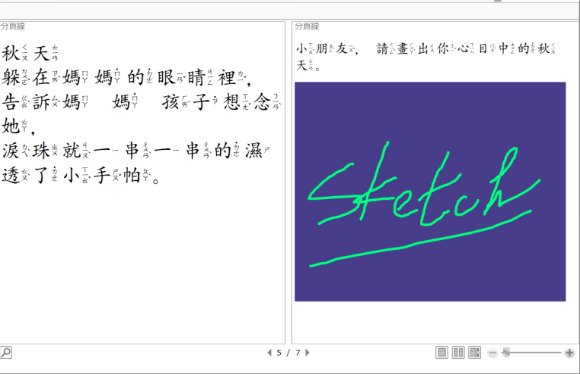 分頁線
秋天
躲在媽媽的眼睛裡，
告訴媽　媽　孩子想念
她，
淚珠就一串一串的濕
透了小手帕。
分頁線
小朋友，　請畫出你心目中的秋
天。
Sketch
5 / 7